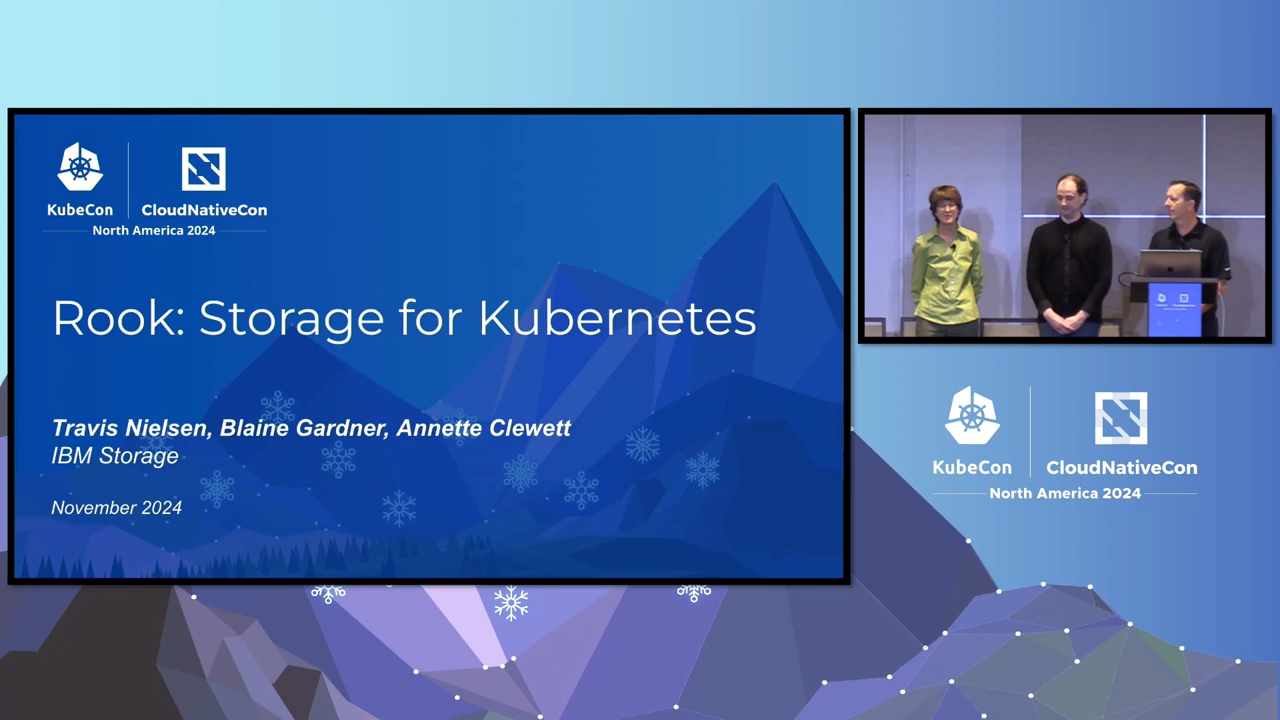 KubeCon
CloudNativeCon
North America 2024
Rook: Storage for Kubernetes
Travis Nielsen, Blaine Gardner, Annette Clewett
IBM Storage
November 2024
KubeCon
CloudNativeCon
North America 2024